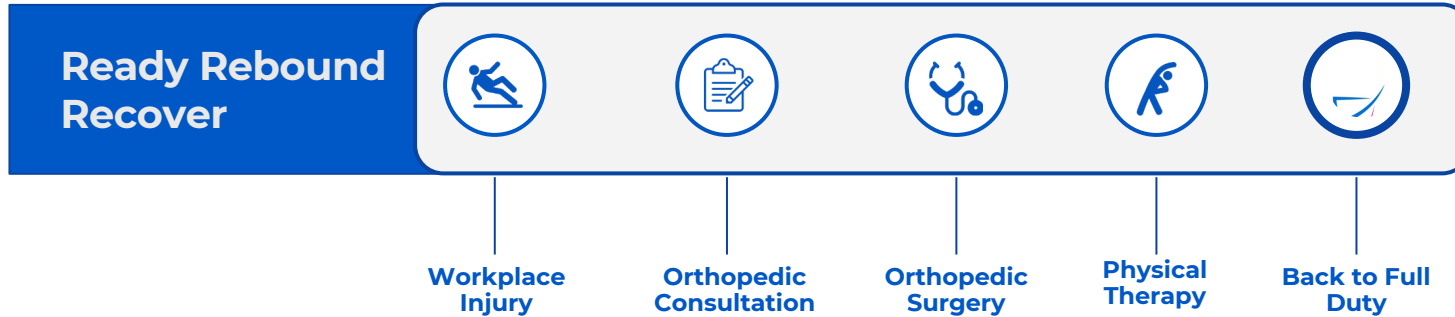 Ready Rebound
Recover
Workplace
Injury
Orthopedic
Consultation
Orthopedic
Surgery
Physical
Therapy
Back to Full
Duty